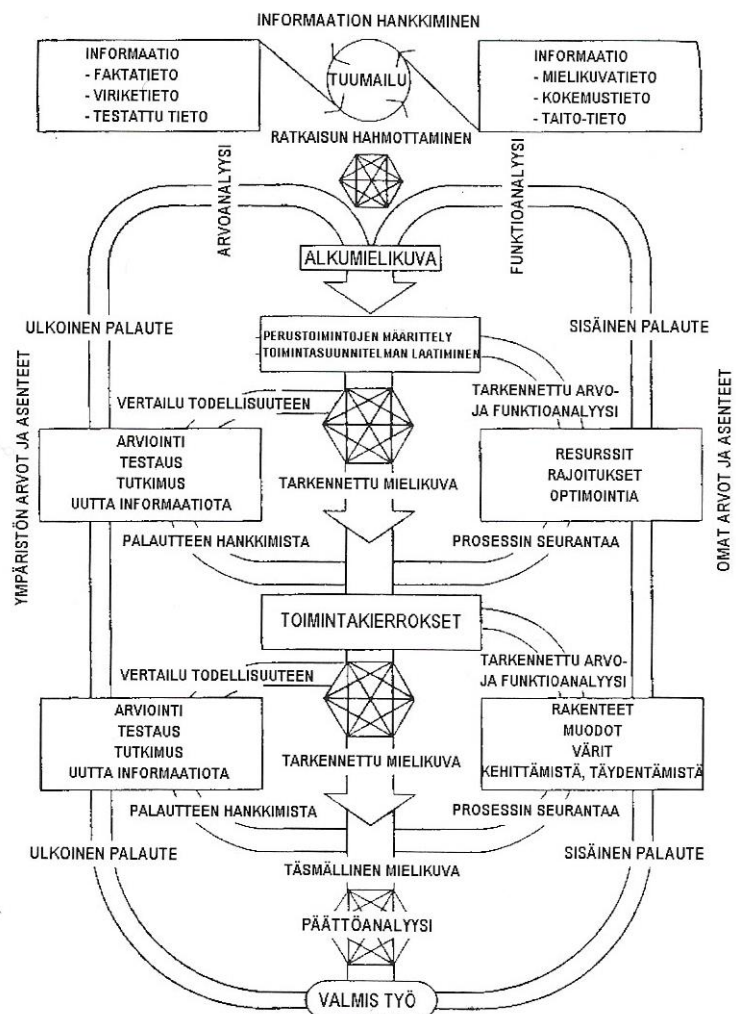 INFORMAATION HANKKIMINEN
INFORMAATIO
- FAKTATIETO
- VIRIKETIETO
- TESTATTU TIETO
TUUMAILU
INFORMAATIO
- MIELIKUVATIETO
- KOKEMUSTIETO
- TAITO-TIETO
RATKAISUN HAHMOTTAMINEN
ARVOANALYYSI
FUNKTIOANALYYSI
ALKUMIELIKUVA
ULKOINEN PALAUTE
SISÄINEN PALAUTE
PERUSTOIMINTOJEN MÄÄRITTELY
TOIMINTASUUNNITELMAN LAATIMINEN
YMPÄRISTÖN ARVOT JA ASENTEET
OMAT ARVOT JA ASENTEET
VERTAILU TODELLISUUTEEN
TARKENNETTU ARVO-
JA FUNKTIOANALYYSI
ARVIOINTI
TESTAUS
TUTKIMUS
UUTTA INFORMAATIOTA
TARKENNETTU MIELIKUVA
RESURSSIT
RAJOITUKSET
OPTIMOINTIA
PALAUTTEEN HANKKIMISTA
PROSESSIN SEURANTAA
TOIMINTAKIERROKSET
VERTAILU TODELLISUUTEEN
TARKENNETTU ARVO-
JA FUNKTIOANALYYSI
ARVIOINTI
TESTAUS
TUTKIMUS
UUTTA INFORMAATIOTA
TARKENNETTU MIELIKUVA
RAKENTEET
MUODOT
VÄRIT
KEHITTÄMISTÄ, TÄYDENTÄMISTÄ
PALAUTTEEN HANKKIMISTA
PROSESSIN SEURANTAA
ULKOINEN PALAUTE
SISÄINEN PALAUTE
TÄSMÄLLINEN MIELIKUVA
PÄÄTTÖANALYYSI
VALMIS TYÖ